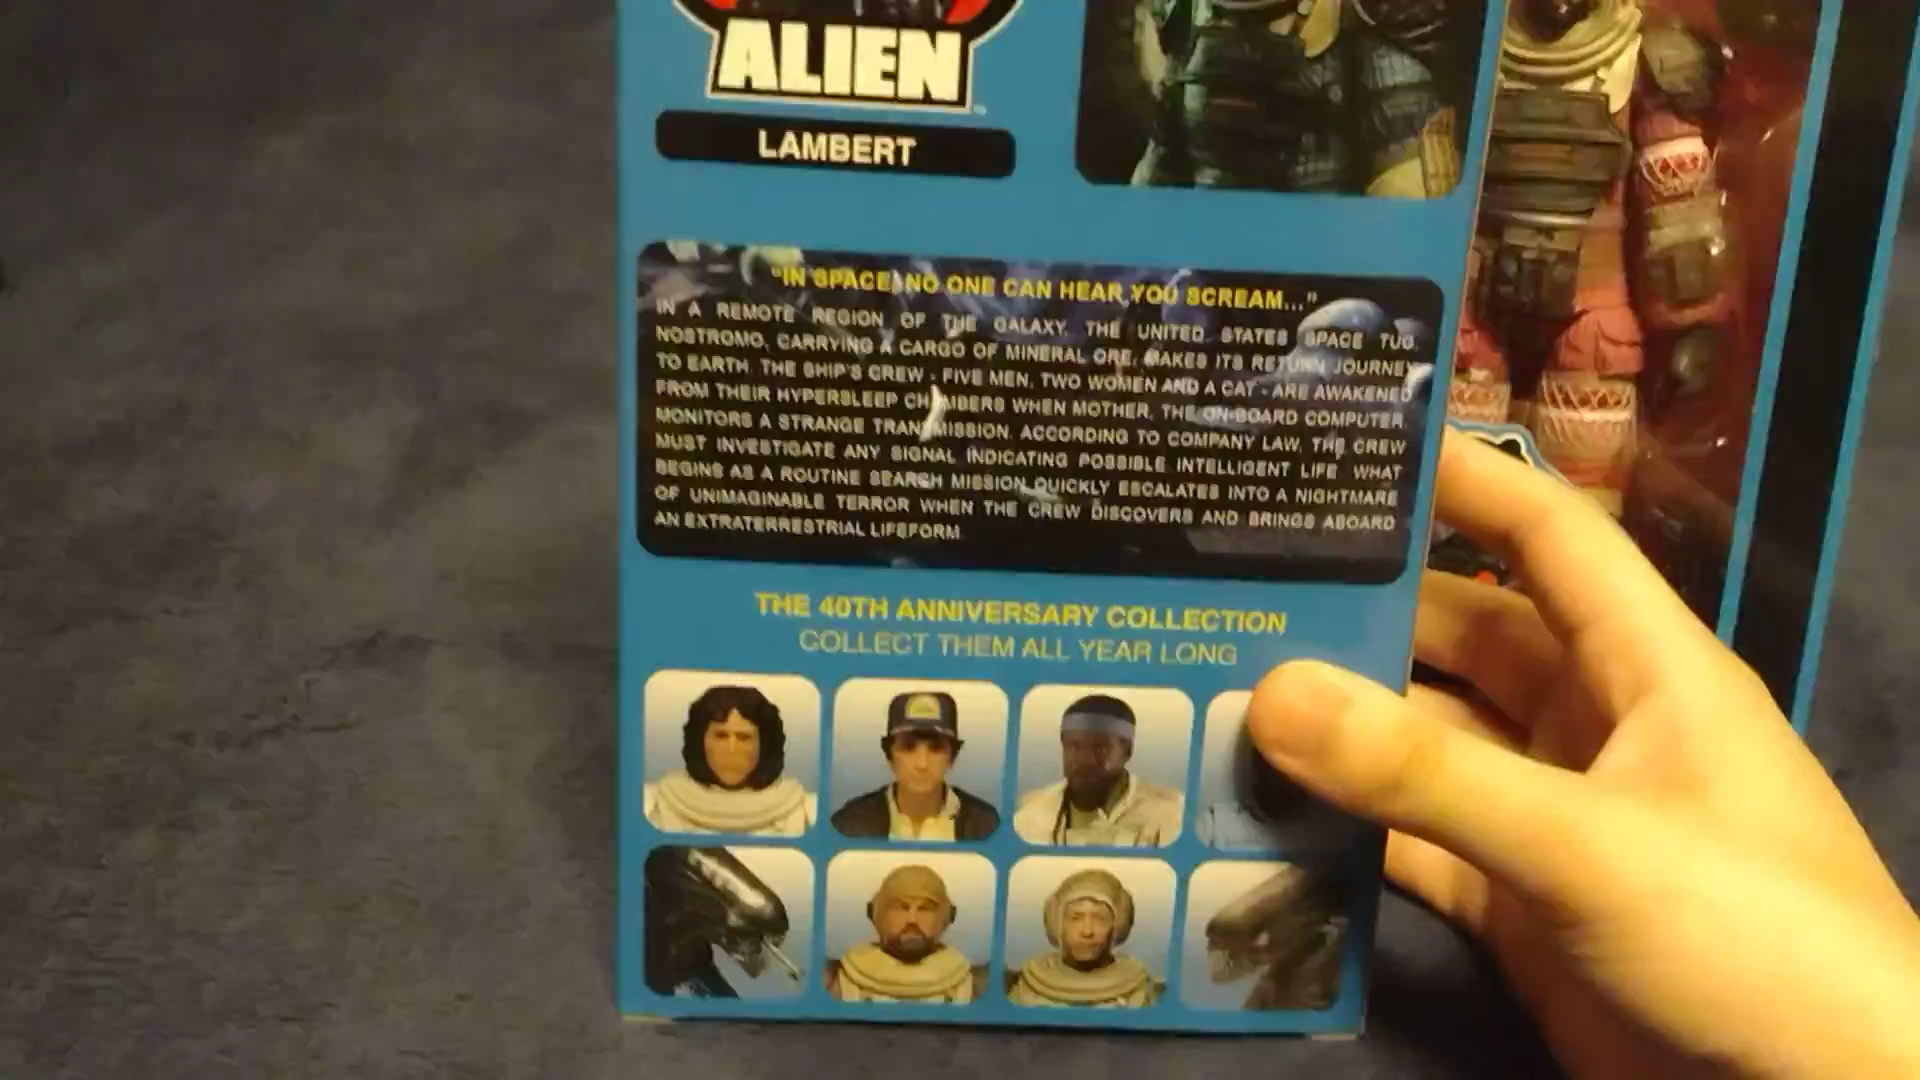 ALIEN
LAMBERT
"IN SPACE, NO ONE CAN HEAR YOU SCREAM..."
IN A REMOTE REGION OF THE GALAXY, THE UNITED STATES SPACE TUG,
NOSTROMO, CARRYING A CARGO OF MINERAL ORE, MAKES ITS RETURN JOURNEY
TO EARTH. THE SHIP'S CREW - FIVE MEN, TWO WOMEN AND A CAT - ARE AWAKENED
FROM THEIR HYPERSLEEP CHAMBERS WHEN MOTHER, THE ON-BOARD COMPUTER,
MONITORS A STRANGE TRANSMISSION. ACCORDING TO COMPANY LAW, THE CREW
MUST INVESTIGATE ANY SIGNAL INDICATING POSSIBLE INTELLIGENT LIFE. WHAT
BEGINS AS A ROUTINE SEARCH MISSION QUICKLY ESCALATES INTO A NIGHTMARE
OF UNIMAGINABLE TERROR WHEN THE CREW DISCOVERS AND BRINGS ABOARD
AN EXTRATERRESTRIAL LIFEFORM.
THE 40TH ANNIVERSARY COLLECTION
COLLECT THEM ALL YEAR LONG